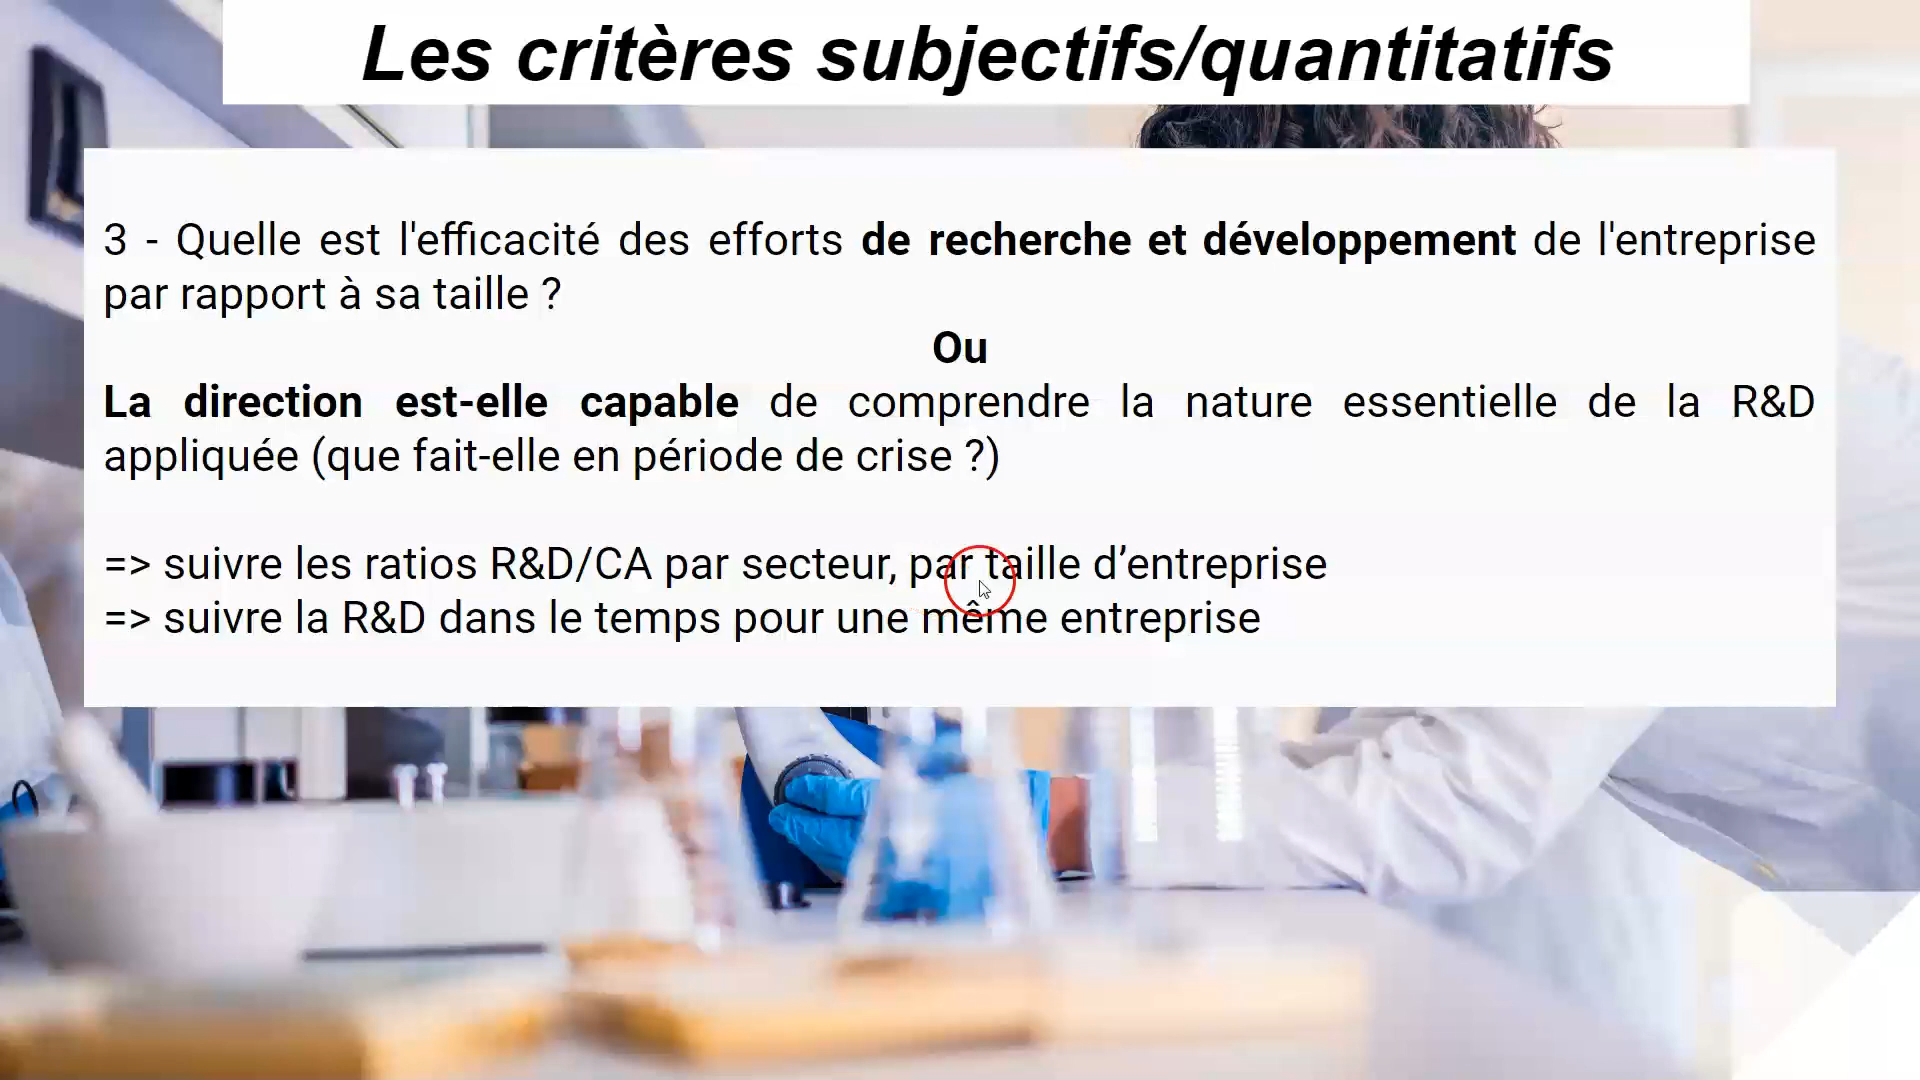 Les critères subjectifs/quantitatifs
3 - Quelle est l'efficacité des efforts de recherche et développement de l'entreprise
par rapport à sa taille ?
Ou
La direction est-elle capable de comprendre la nature essentielle de la R&D
appliquée (que fait-elle en période de crise ?)
=> suivre les ratios R&D/CA par secteur, par taille d’entreprise
=> suivre la R&D dans le temps pour une même entreprise